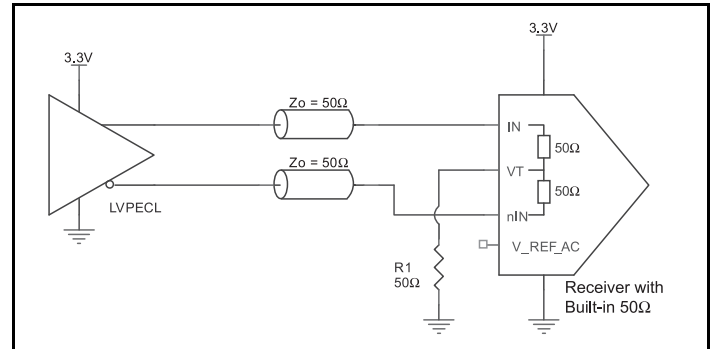 3.3V
3.3V
Zo = 50Ω
IN
50Ω
Zo = 50Ω
VT
50Ω
LVPECL
nIN
V_REF_AC
R1
50Ω
Receiver with
Built-in 50Ω